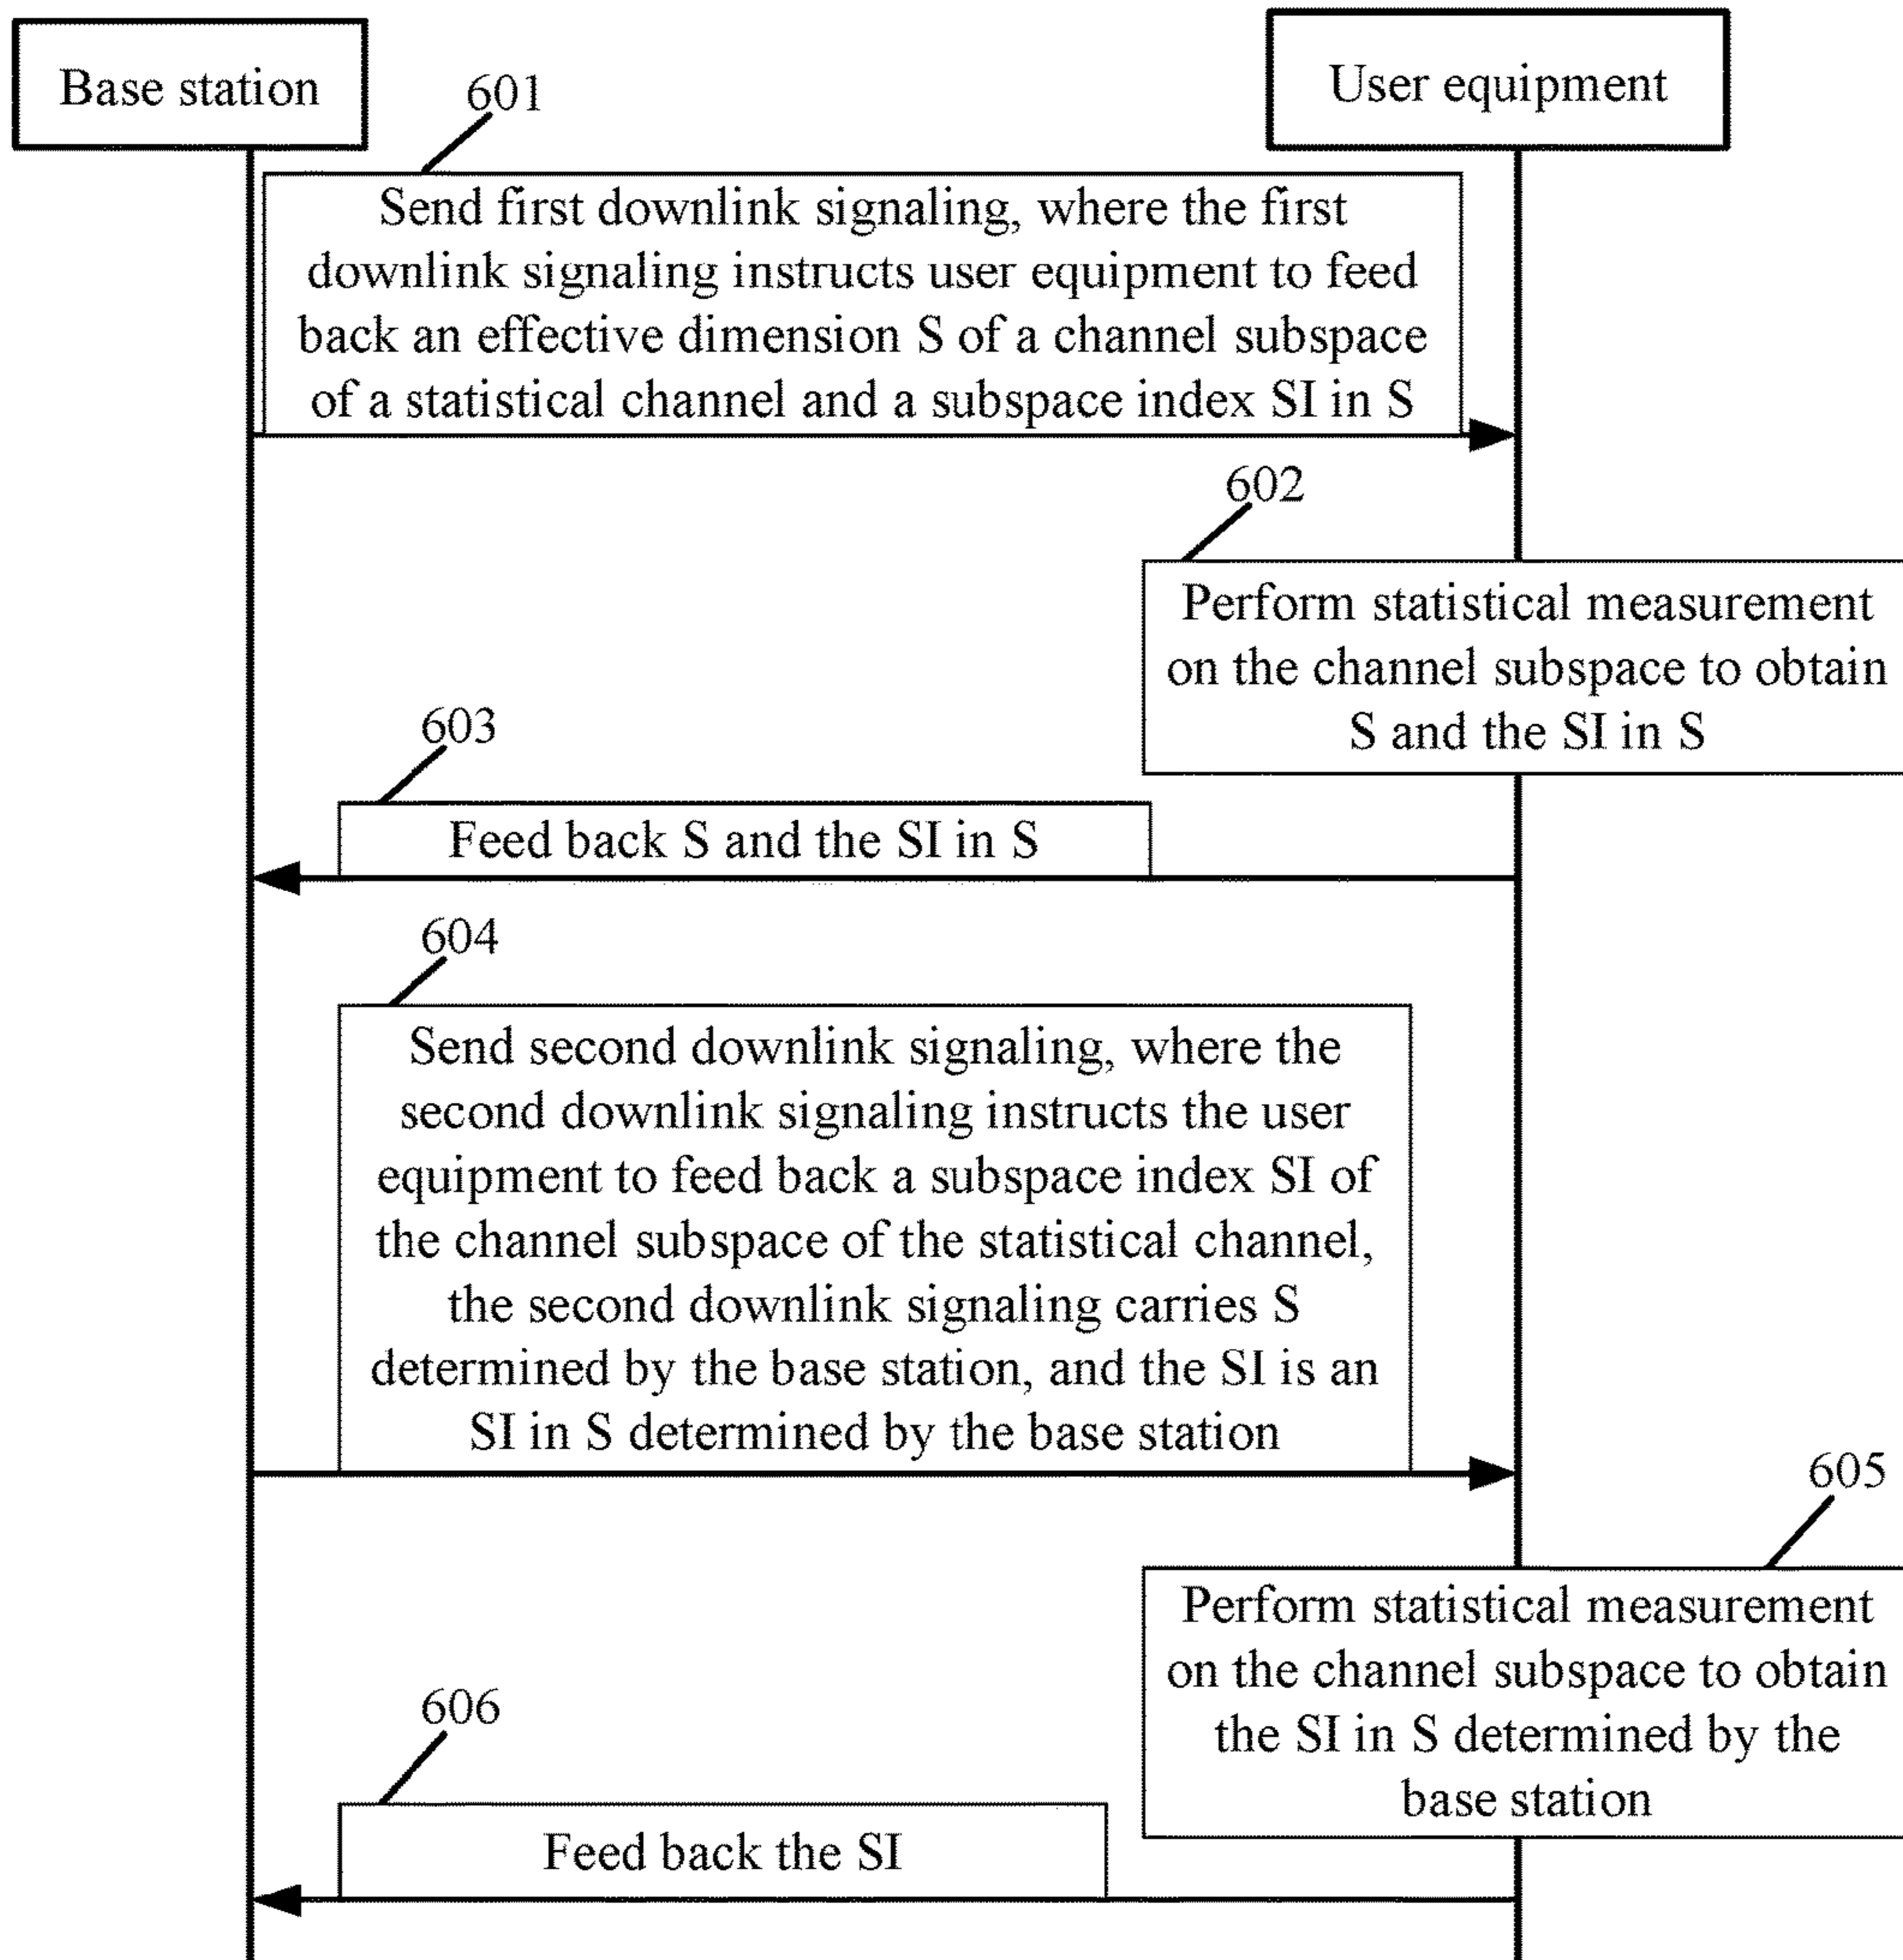 Base station
User equipment
601
Send first downlink signaling, where the first
downlink signaling instructs user equipment to feed
back an effective dimension S of a channel subspace
of a statistical channel and a subspace index SI in S
602
Perform statistical measurement
on the channel subspace to obtain
S and the SI in S
603
Feed back S and the SI in S
604
Send second downlink signaling, where the
second downlink signaling instructs the user
equipment to feed back a subspace index SI of
the channel subspace of the statistical channel,
the second downlink signaling carries S
determined by the base station, and the SI is an
SI in S determined by the base station
605
Perform statistical measurement
on the channel subspace to obtain
the SI in S determined by the
base station
606
Feed back the SI